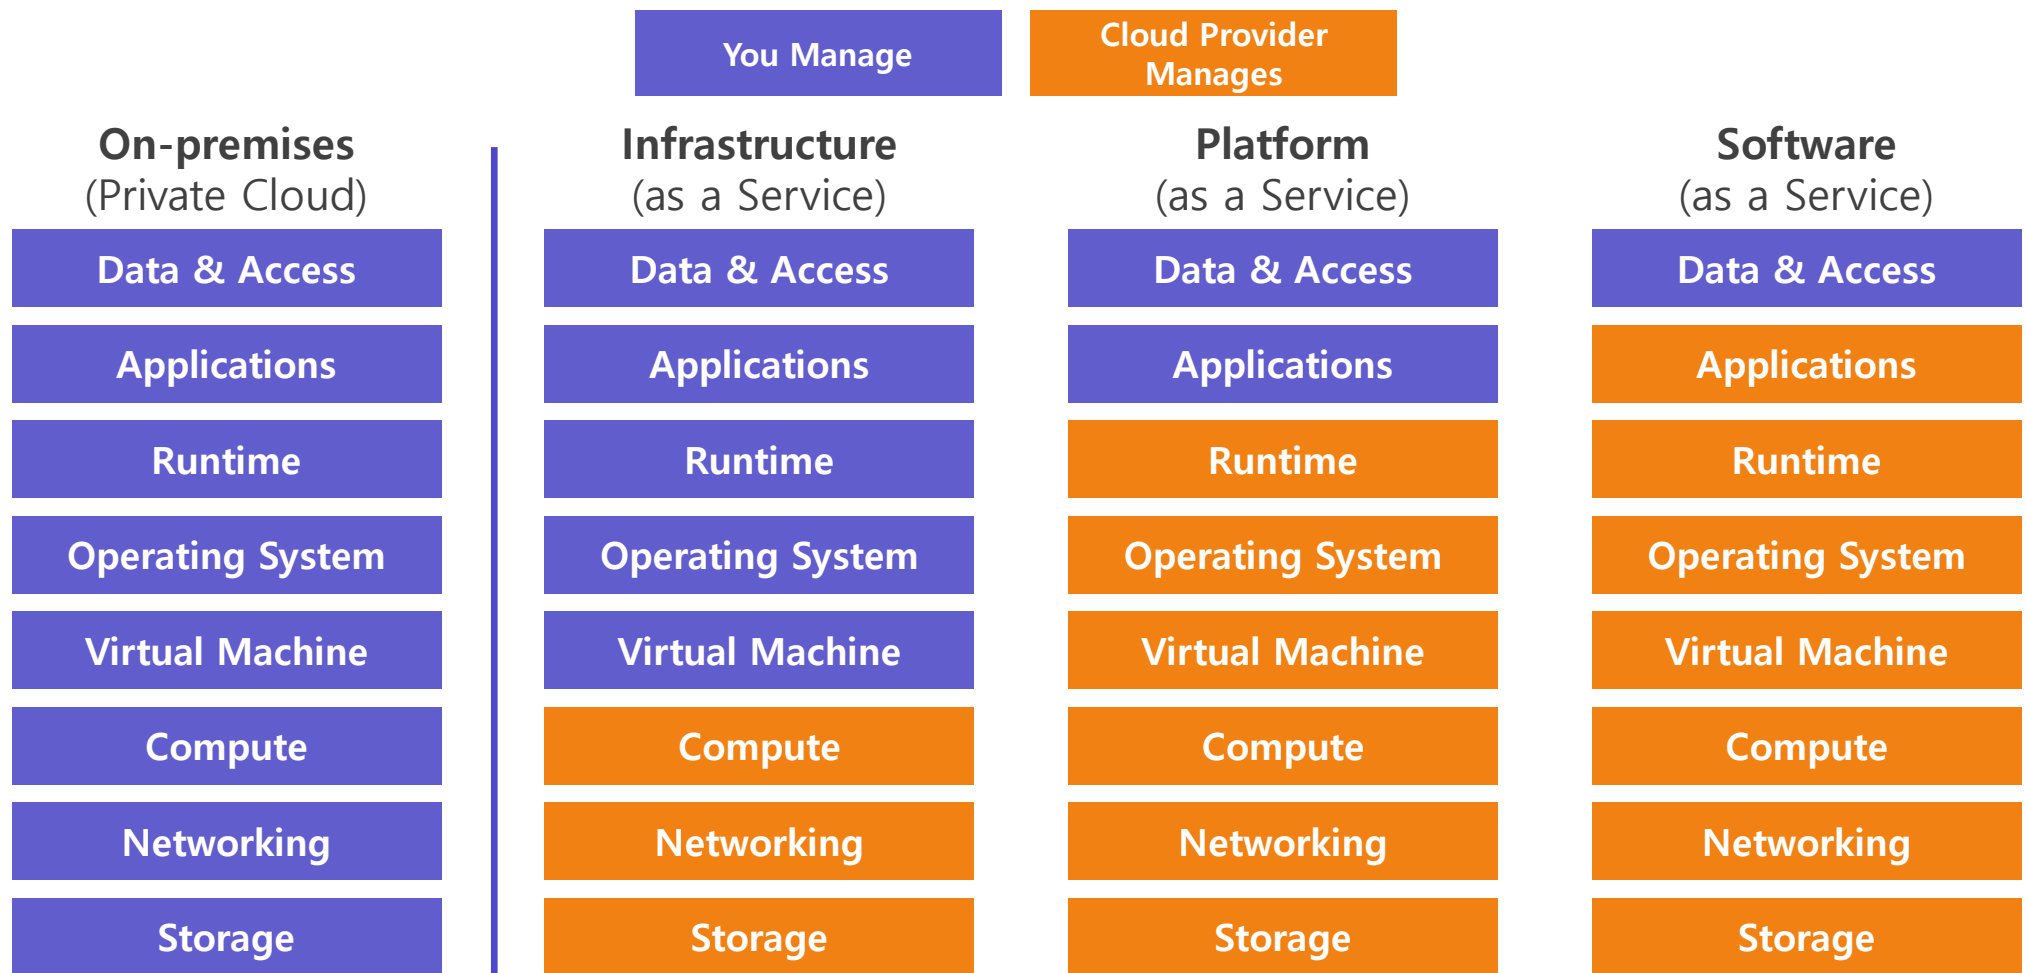 You Manage
Cloud Provider
Manages
On-premises
(Private Cloud)
Data & Access
Applications
Runtime
Operating System
Virtual Machine
Compute
Networking
Storage
Infrastructure
(as a Service)
Data & Access
Applications
Runtime
Operating System
Virtual Machine
Compute
Networking
Storage
Platform
(as a Service)
Data & Access
Applications
Runtime
Operating System
Virtual Machine
Compute
Networking
Storage
Software
(as a Service)
Data & Access
Applications
Runtime
Operating System
Virtual Machine
Compute
Networking
Storage